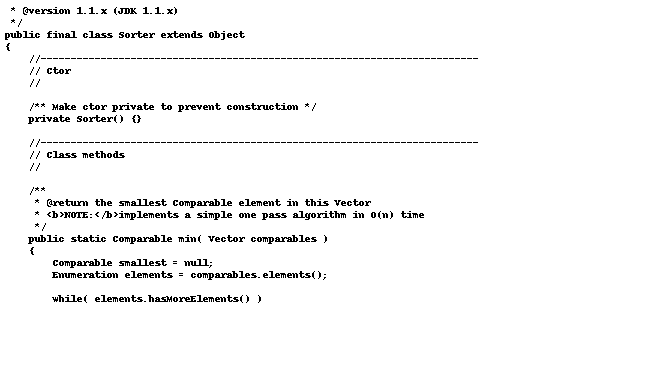 * @version 1.1.x (JDK 1.1.x)
 */
public final class Sorter extends Object
{
    //-------------------------------------------------------------------------
    // Ctor
    //
    /** Make ctor private to prevent construction */
    private Sorter() {}
    //-------------------------------------------------------------------------
    // Class methods
    //
    /**
     * @return the smallest Comparable element in this Vector
     * <b>NOTE:</b>implements a simple one pass algorithm in O(n) time
     */
    public static Comparable min( Vector comparables )
    {
        Comparable smallest = null;
        Enumeration elements = comparables.elements();
        while( elements.hasMoreElements() )